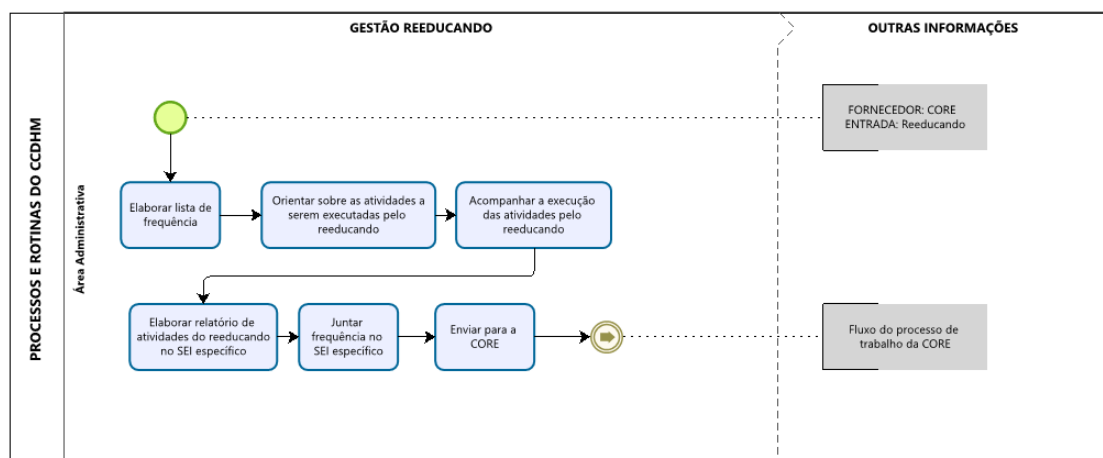 GESTÃO REEDUCANDO
OUTRAS INFORMAÇÕES
PROCESSOS E ROTINAS DO CCDHM
Área Administrativa
FORNECEDOR: CORE
ENTRADA: Reeducando
Elaborar lista de
frequência
Orientar sobre as atividades a
serem executadas pelo
reeducando
Acompanhar a execução
das atividades pelo
reeducando
Elaborar relatório de
atividades do reeducando
no SEI específico
Juntar
frequência no
SEI específico
Enviar para a
CORE
Fluxo do processo de
trabalho da CORE